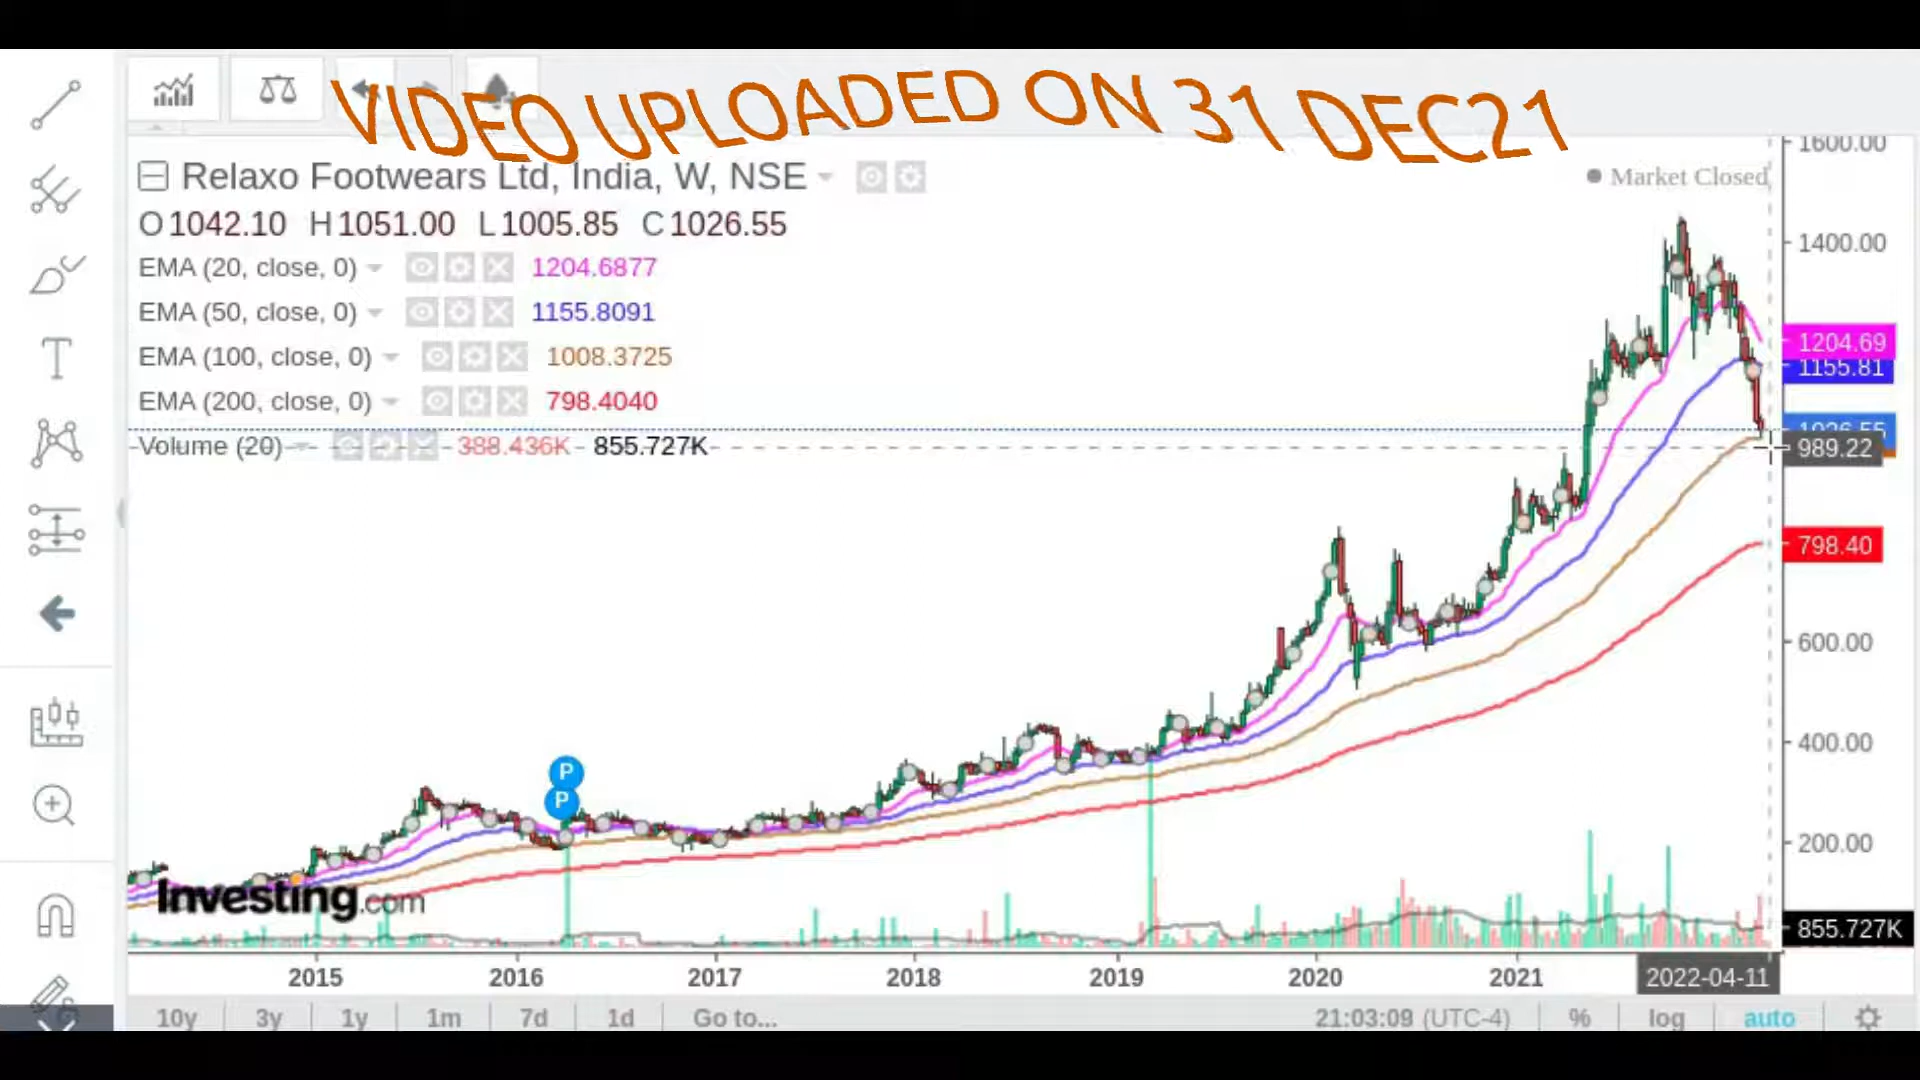 VIDEO UPLOADED ON 31 DEC21
Relaxo Footwears Ltd, India, W, NSE
Market Closed
O 1042.10 H 1051.00 L 1005.85 C 1026.55
EMA (20, close, 0) 1204.6877
EMA (50, close, 0) 1155.8091
EMA (100, close, 0) 1008.3725
EMA (200, close, 0) 798.4040
Volume (20) 388.436K 855.727K
1600.00
1400.00
1204.69
1155.81
1026.55
989.22
798.40
600.00
400.00
200.00
855.727K
P
P
Investing.com
2015 2016 2017 2018 2019 2020 2021 2022-04-11
10y 3y 1y 1m 7d 1d Go to... 21:03:09 (UTC-4) % log auto